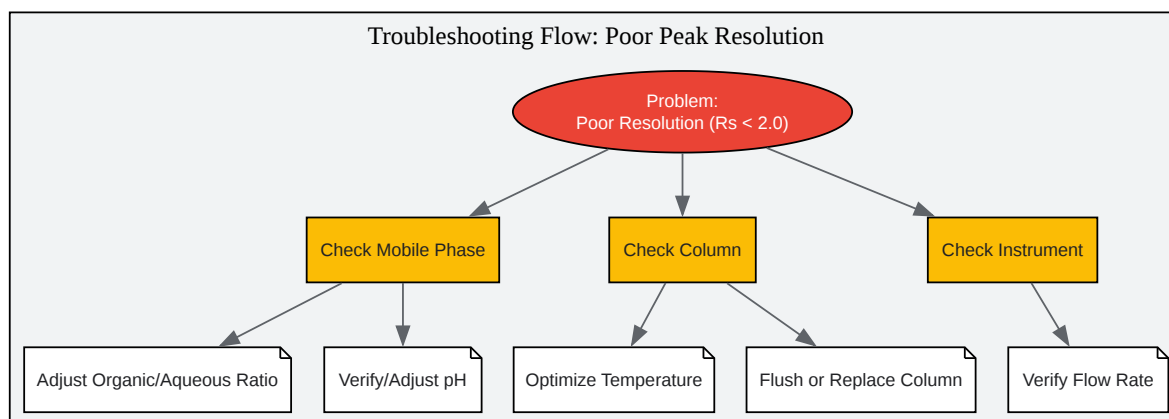 Troubleshooting Flow: Poor Peak Resolution
Problem:
Poor Resolution (Rs < 2.0)
Check Mobile Phase
Check Column
Check Instrument
Adjust Organic/Aqueous Ratio
Verify/Adjust pH
Optimize Temperature
Flush or Replace Column
Verify Flow Rate